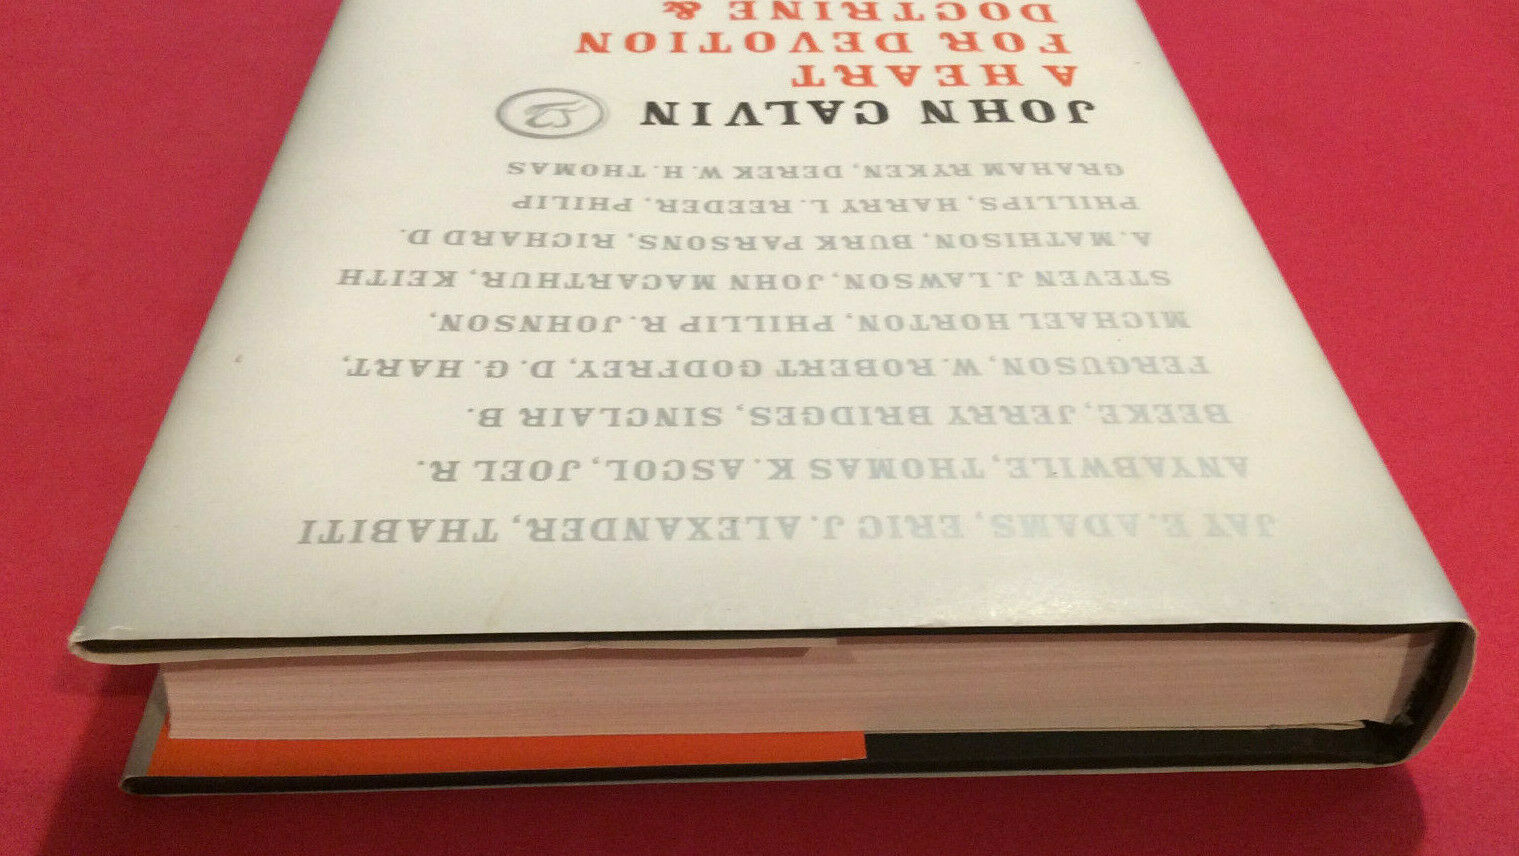 JAY E. ADAMS, ERIC J. ALEXANDER, THABITI
ANYABWILE, THOMAS K. ASCOL, JOEL R.
BEEKE, JERRY BRIDGES, SINCLAIR B.
FERGUSON, W. ROBERT GODFREY, D. G. HART,
MICHAEL HORTON, PHILLIP R. JOHNSON,
STEVEN J. LAWSON, JOHN MACARTHUR, KEITH
A. MATHISON, BURK PARSONS, RICHARD D.
PHILLIPS, HARRY L. REEDER, PHILIP
GRAHAM RYKEN, DEREK W. H. THOMAS
JOHN CALVIN
A HEART
FOR DEVOTION
DOCTRINE &